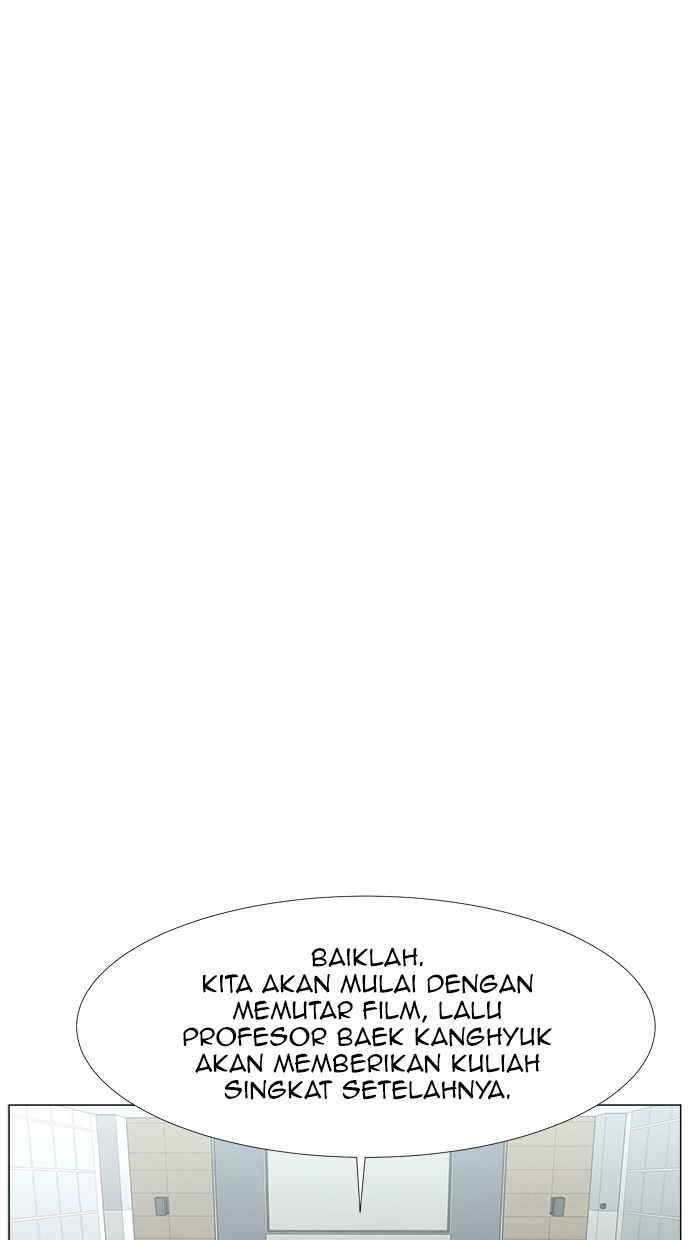 BAIKLAH.
KITA AKAN MULAI DENGAN
MEMUTAR FILM, LALU
PROFESOR BAEK KANGHYUK
AKAN MEMBERIKAN KULIAH
SINGKAT SETELAHNYA.